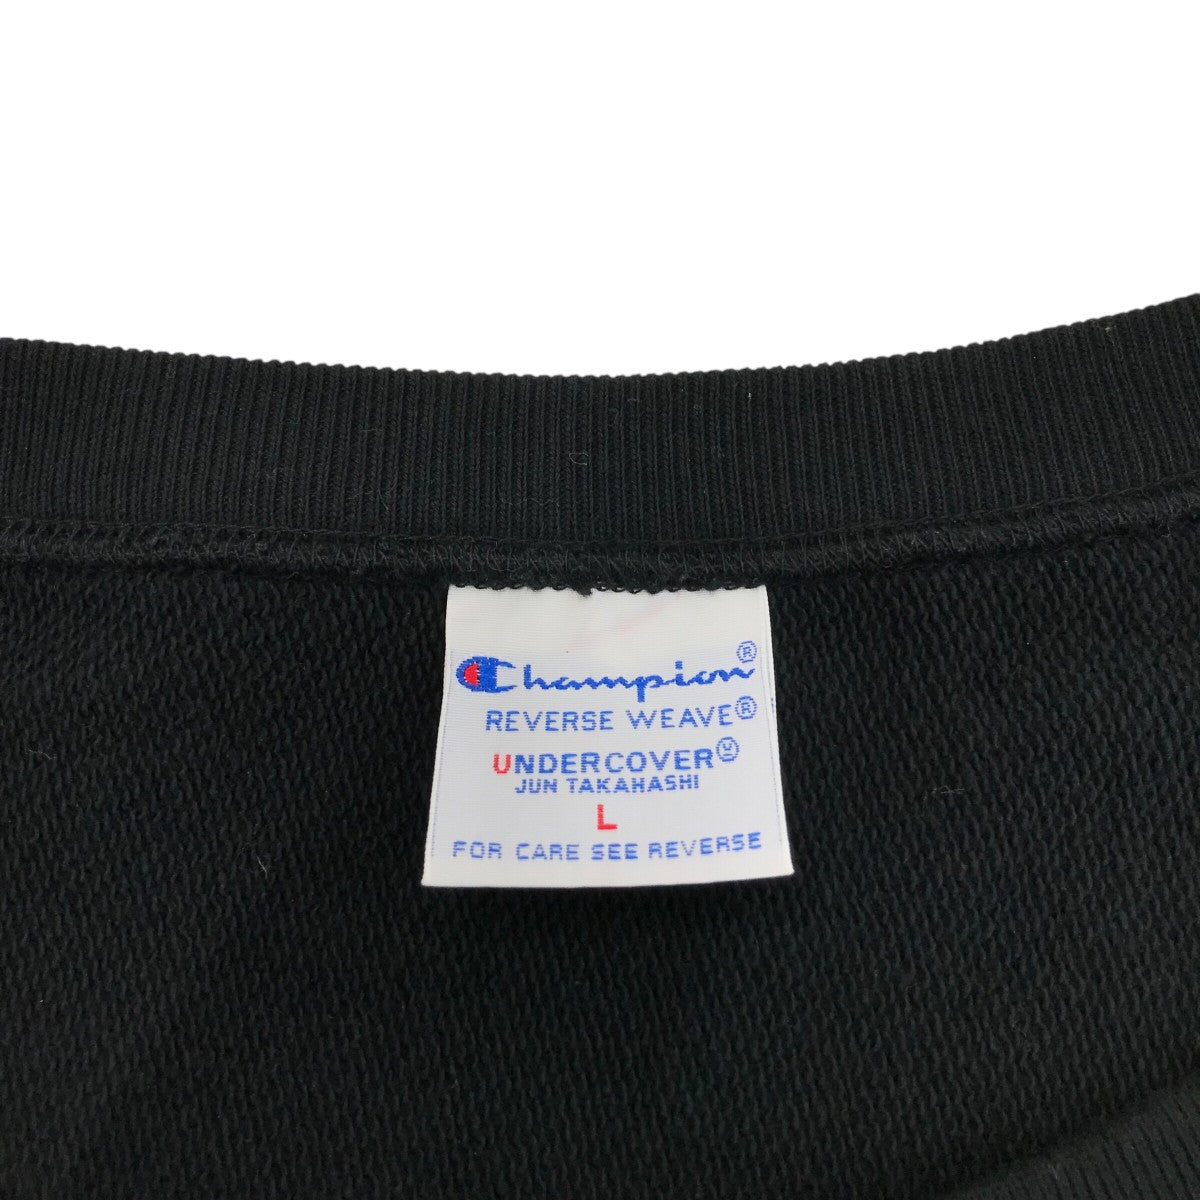 Champion®
REVERSE WEAVE®
UNDERCOVER
JUN TAKAHASHI
L
FOR CARE SEE REVERSE